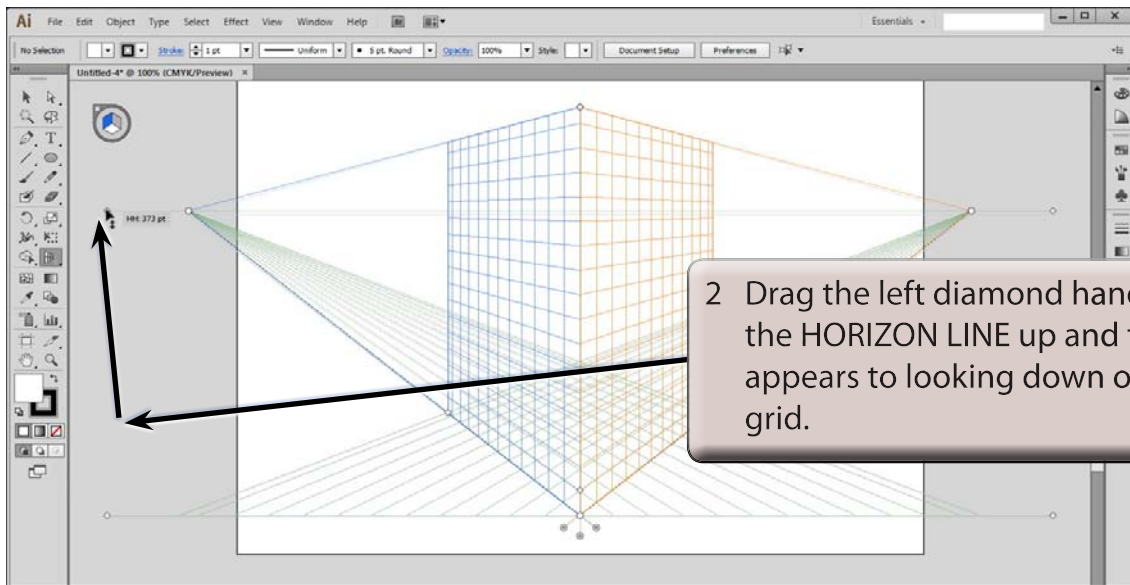 Ai File Edit Object Type Select Effect View Window Help Br Essentials
No Selection Stroke: 1 pt Uniform 5 pt. Round Opacity: 100% Style: Document Setup Preferences
Untitled-4* @ 100% (CMYK/Preview) ×
HH: 373 pt
2 Drag the left diamond hand
the HORIZON LINE up and t
appears to looking down o
grid.